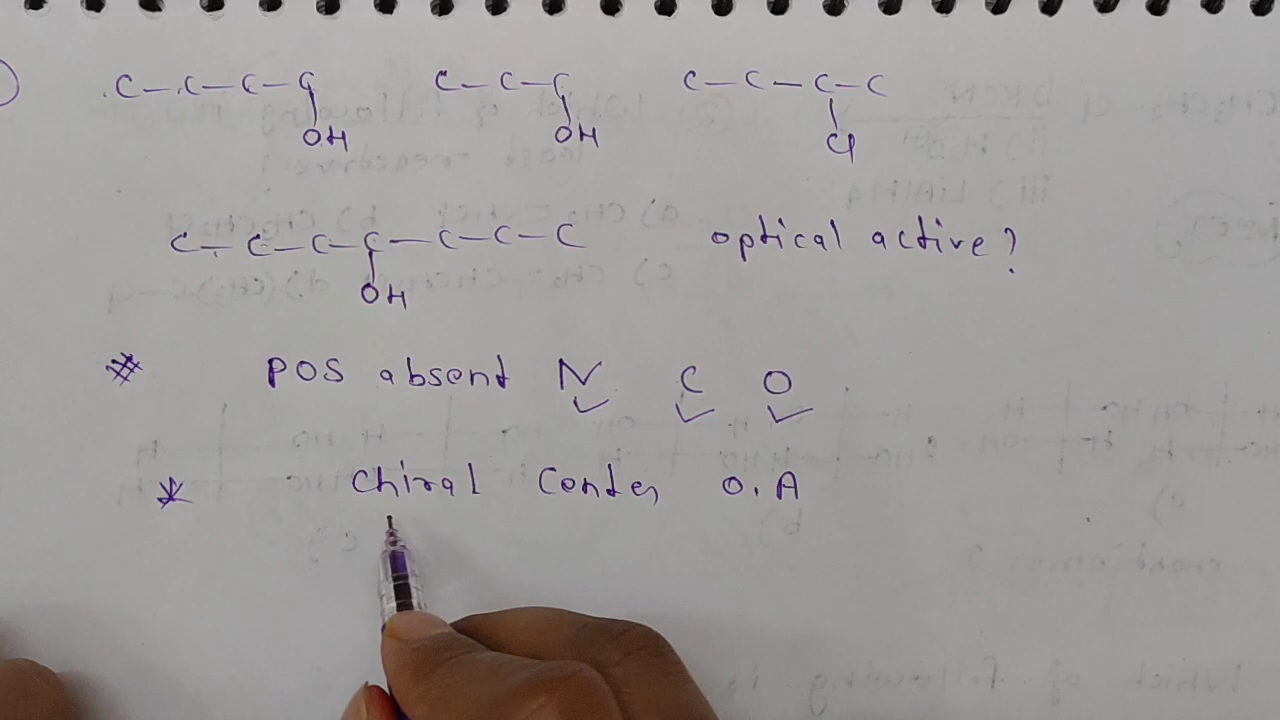 C–C–C–C C–C–C C–C–C–C
OH OH Cl
C–C–C–C–C–C–C optical active?
OH
# POS absent N C O
* Chiral Center O.A